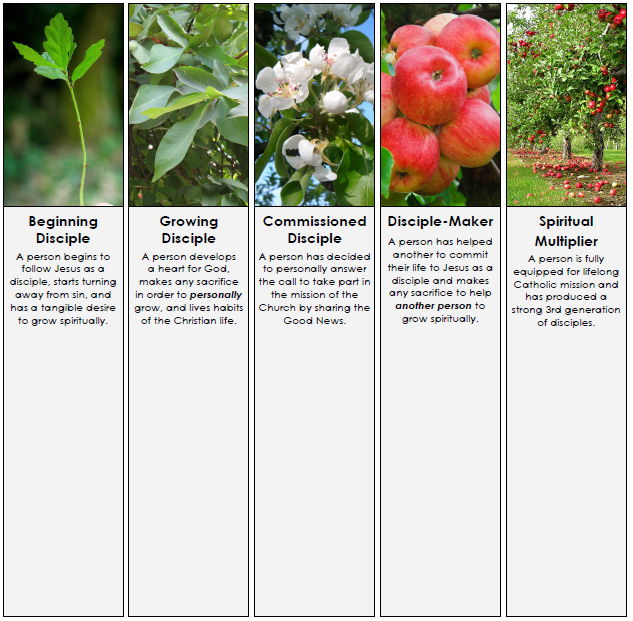 Beginning
Disciple
A person begins to
follow Jesus as a
disciple, starts turning
away from sin, and
has a tangible desire
to grow spiritually.
Growing
Disciple
A person develops
a heart for God,
makes any sacrifice
in order to personally
grow, and lives habits
of the Christian life.
Commissioned
Disciple
A person has decided
to personally answer
the call to take part in
the mission of the
Church by sharing the
Good News.
Disciple-Maker
A person has helped
another to commit
their life to Jesus as a
disciple and makes
any sacrifice to help
another person to
grow spiritually.
Spiritual
Multiplier
A person is fully
equipped for lifelong
Catholic mission and
has produced a
strong 3rd generation
of disciples.